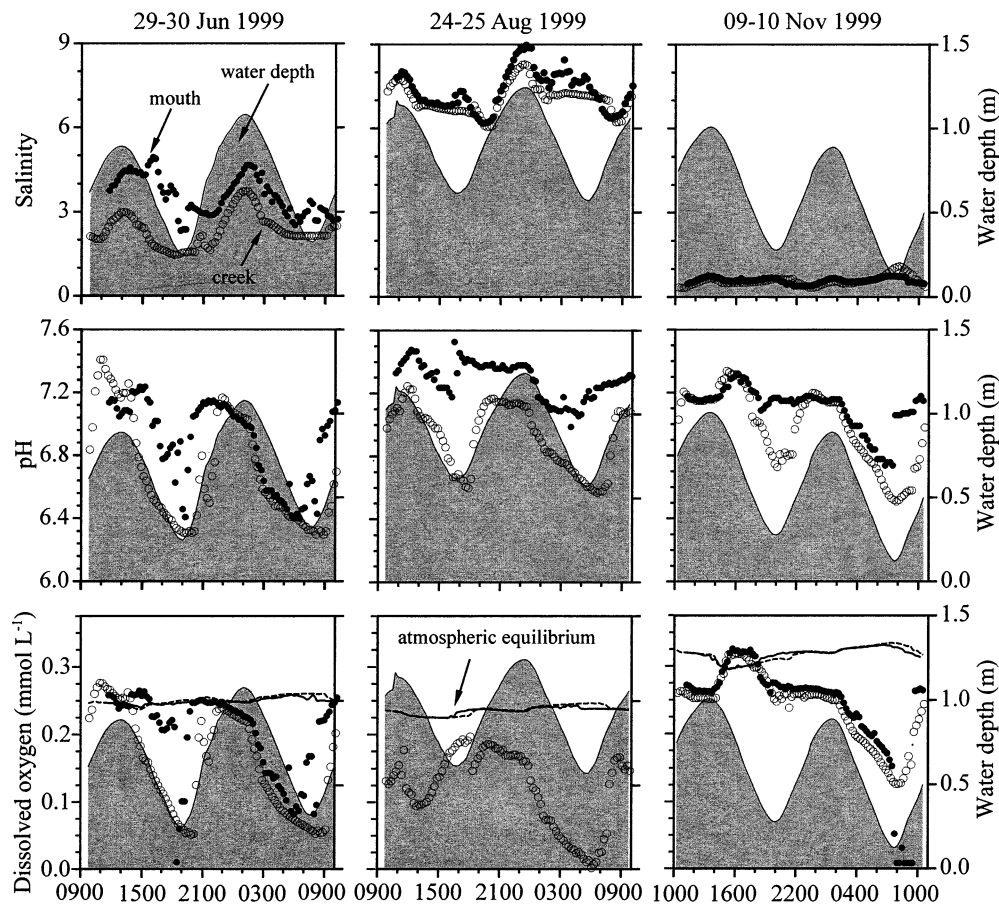 29-30 Jun 1999 24-25 Aug 1999 09-10 Nov 1999
9 1.5
water depth
mouth
6 1.0
Salinity Water depth (m)
3 0.5
creek
0 0.0
7.6 1.5
7.2 1.0
pH Water depth (m)
6.8
6.4 0.5
6.0 0.0
1.5
atmospheric equilibrium
0.3
1.0
Dissolved oxygen (mmol L-1) Water depth (m)
0.2
0.5
0.1
0.0 0.0
0900 1500 2100 0300 0900 0900 1500 2100 0300 0900 1000 1600 2200 0400 1000